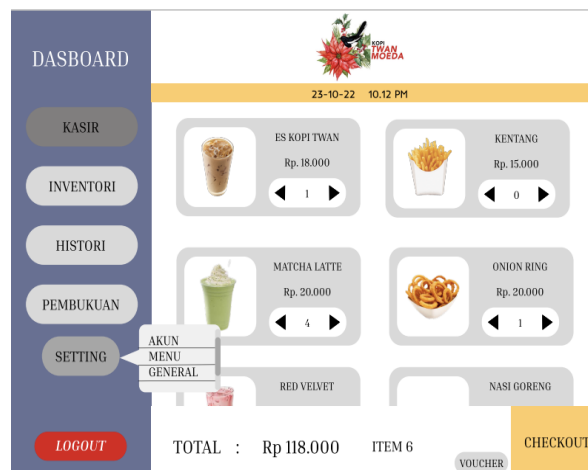 DASBOARD
KASIR
INVENTORI
HISTORI
PEMBUKUAN
SETTING
AKUN
MENU
GENERAL
LOGOUT
KOPI
TWAN
MOEDA
23-10-22 10.12 PM
ES KOPI TWAN
Rp. 18.000
1
KENTANG
Rp. 15.000
0
MATCHA LATTE
Rp. 20.000
4
ONION RING
Rp. 20.000
1
RED VELVET
NASI GORENG
TOTAL : Rp 118.000 ITEM 6
VOUCHER
CHECKOUT